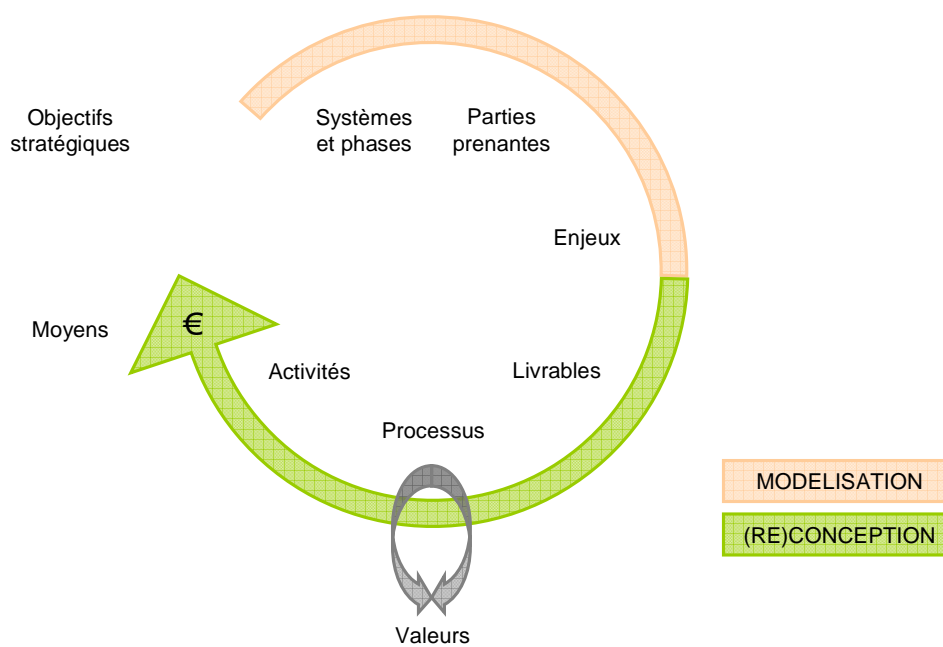 Objectifs
stratégiques
Systèmes
et phases
Parties
prenantes
Enjeux
Moyens
€
Activités
Livrables
Processus
MODELISATION
(RE)CONCEPTION
Valeurs